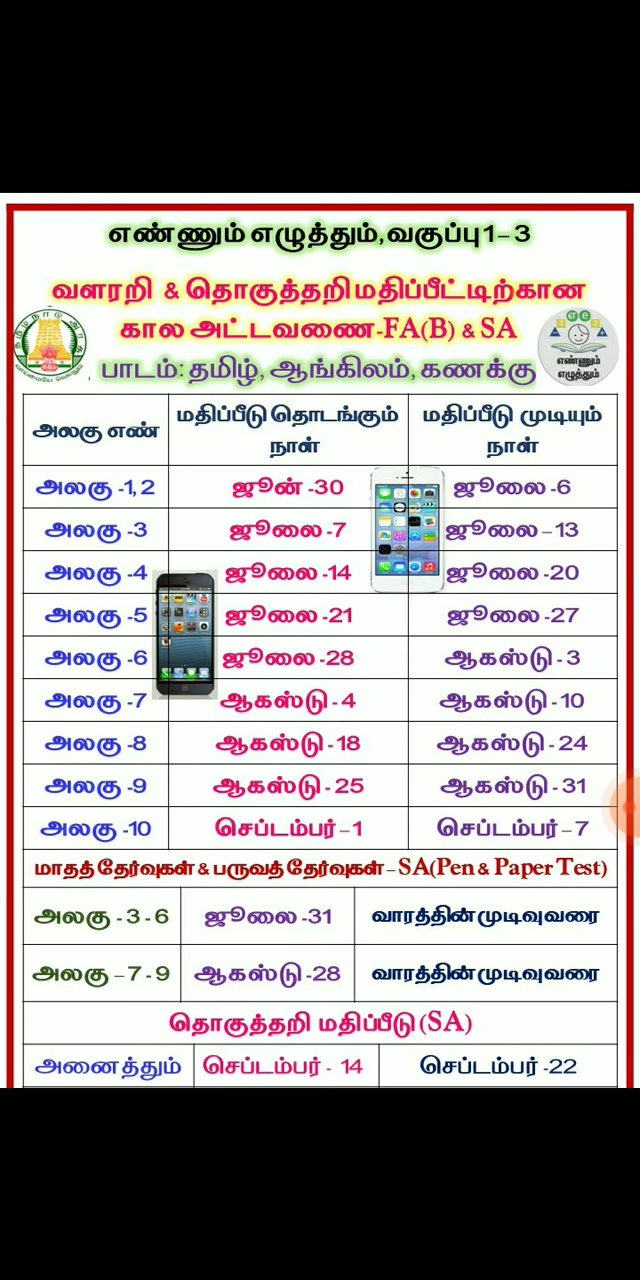 எண்ணும் எழுத்தும்,வகுப்பு1– 3
வளரறி & தொகுத்தறி மதிப்பீட்டிற்கான
கால அட்டவணை-FA(B) & SA
பாடம்: தமிழ், ஆங்கிலம், கணக்கு
தமிழ்நாடு அரசு
வாய்மையே வெல்லும்
எண்ணும்
எழுத்தும்
அலகு எண் மதிப்பீடு தொடங்கும் நாள் மதிப்பீடு முடியும் நாள்
அலகு -1, 2 ஜூன் -30 ஜூலை -6
அலகு -3 ஜூலை -7 ஜூலை – 13
அலகு -4 ஜூலை -14 ஜூலை -20
அலகு -5 ஜூலை -21 ஜூலை -27
அலகு -6 ஜூலை -28 ஆகஸ்டு - 3
அலகு -7 ஆகஸ்டு - 4 ஆகஸ்டு - 10
அலகு -8 ஆகஸ்டு - 18 ஆகஸ்டு - 24
அலகு -9 ஆகஸ்டு - 25 ஆகஸ்டு - 31
அலகு -10 செப்டம்பர் – 1 செப்டம்பர் – 7
மாதத் தேர்வுகள் & பருவத் தேர்வுகள் – SA(Pen & Paper Test)
அலகு - 3 - 6 ஜூலை -31 வாரத்தின் முடிவு வரை
அலகு – 7 - 9 ஆகஸ்டு -28 வாரத்தின் முடிவு வரை
தொகுத்தறி மதிப்பீடு (SA)
அனைத்தும் செப்டம்பர் - 14 செப்டம்பர் -22